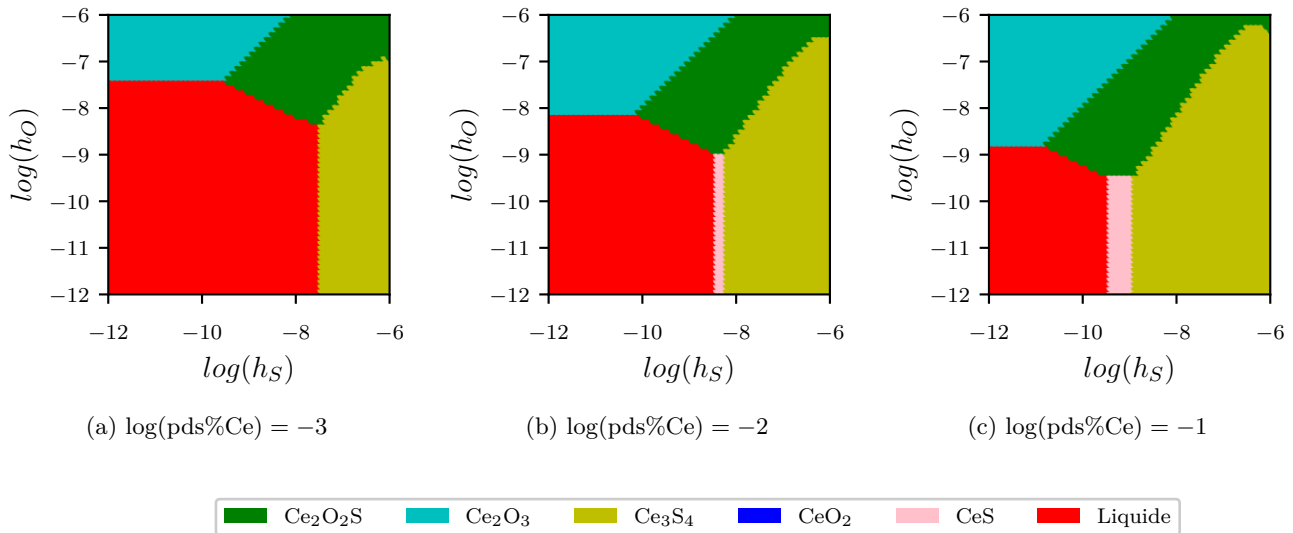 −6
−7
−8
−9
−10
−11
−12
log(h_O)
−12 −10 −8 −6
log(h_S)
(a) log(pds%Ce) = −3
−6
−7
−8
−9
−10
−11
−12
log(h_O)
−12 −10 −8 −6
log(h_S)
(b) log(pds%Ce) = −2
−6
−7
−8
−9
−10
−11
−12
log(h_O)
−12 −10 −8 −6
log(h_S)
(c) log(pds%Ce) = −1
Ce₂O₂S Ce₂O₃ Ce₃S₄ CeO₂ CeS Liquide